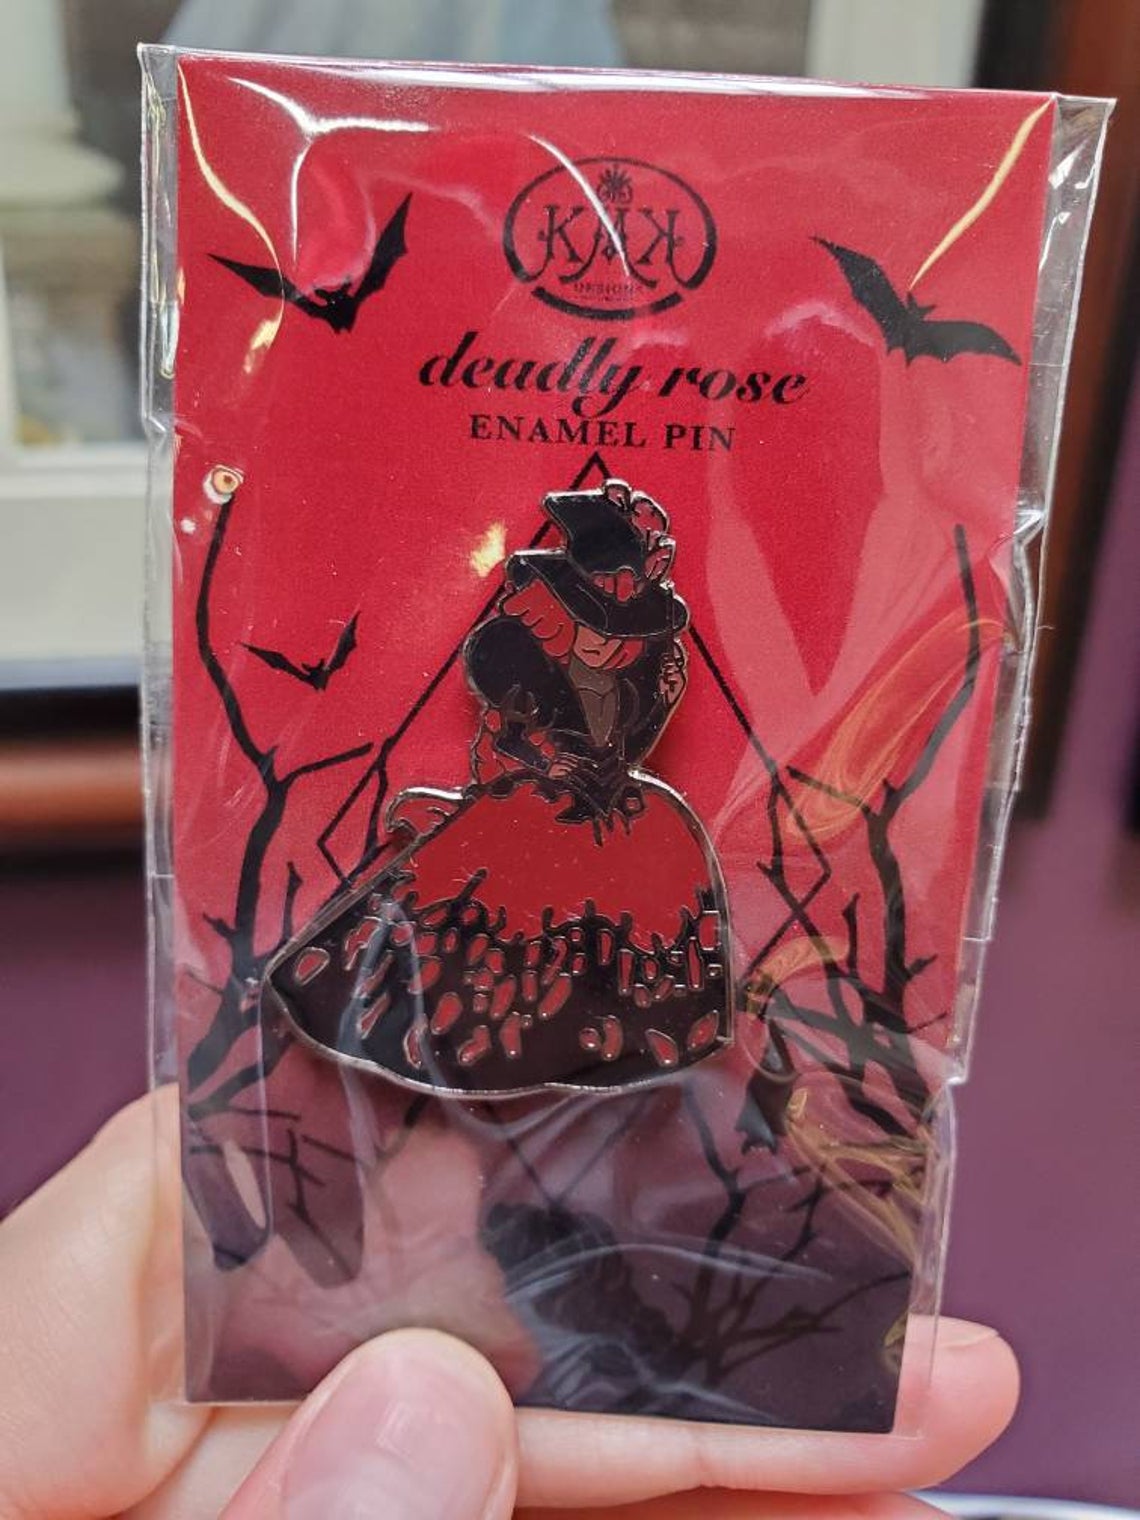 KMK
DESIGNS
deadly rose
ENAMEL PIN